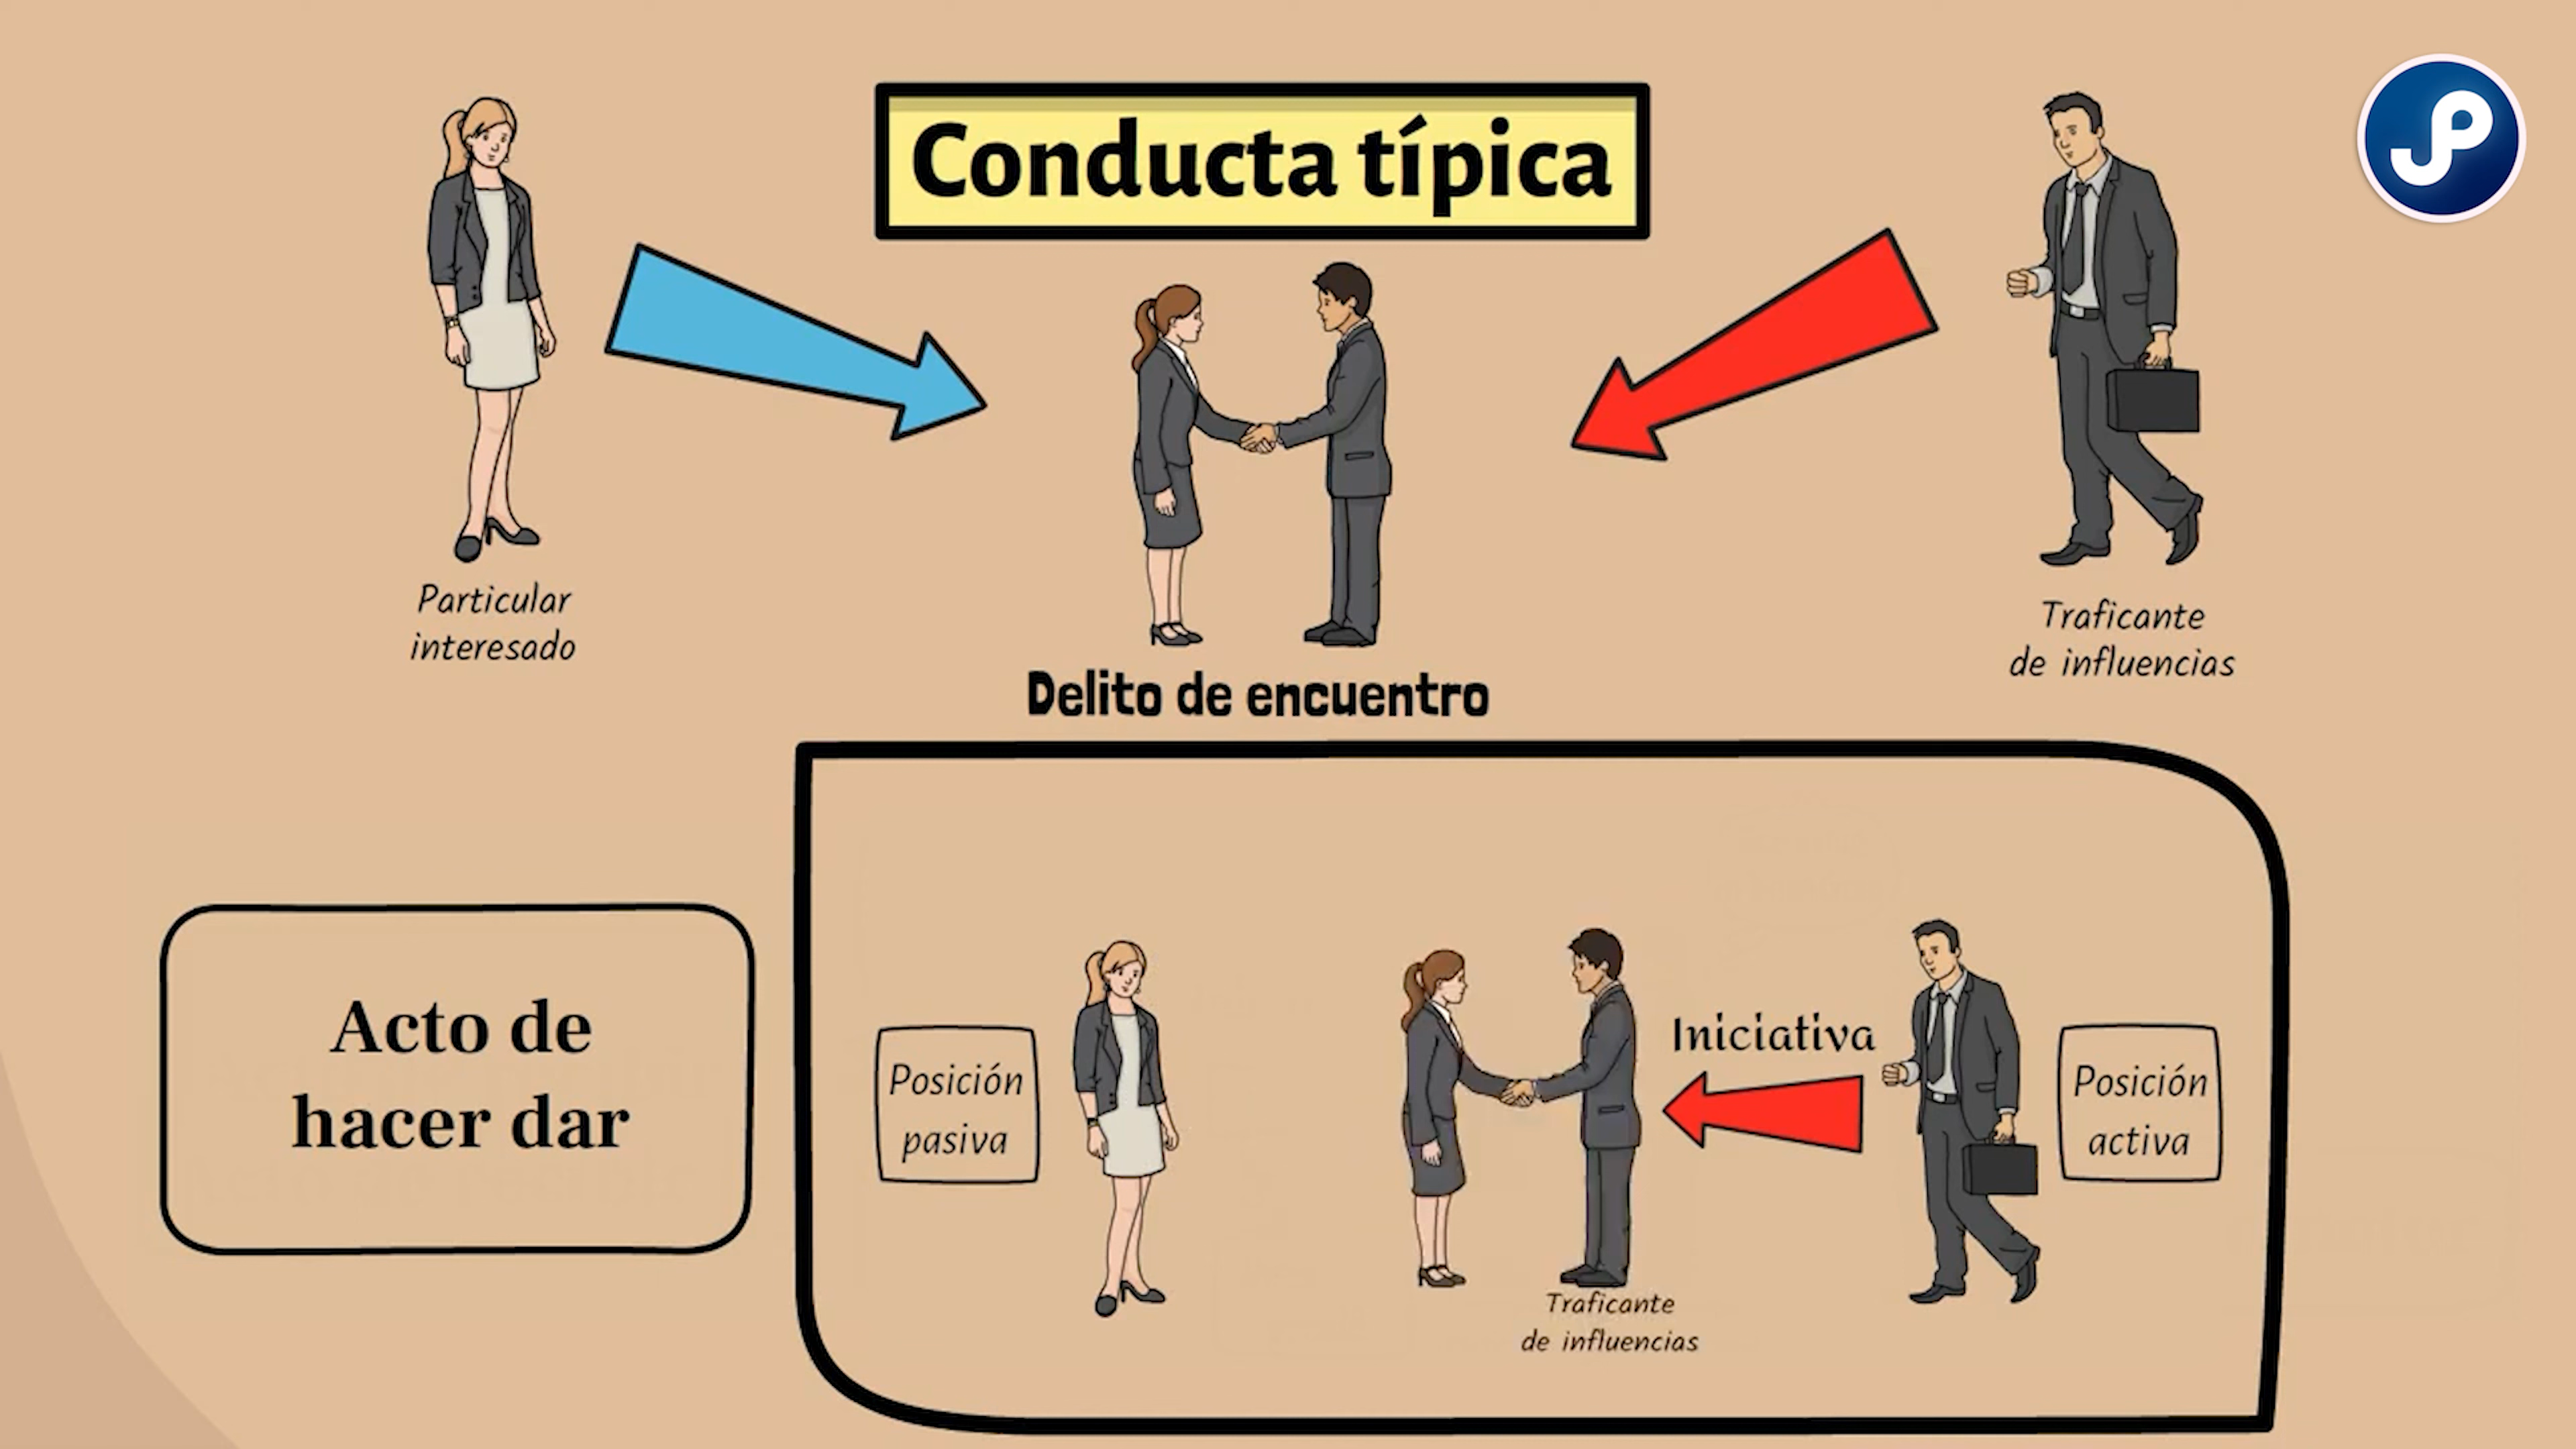 Conducta típica
JP
Particular
interesado
Traficante
de influencias
Delito de encuentro
Acto de
hacer dar
Posición
pasiva
Iniciativa
Posición
activa
Traficante
de influencias